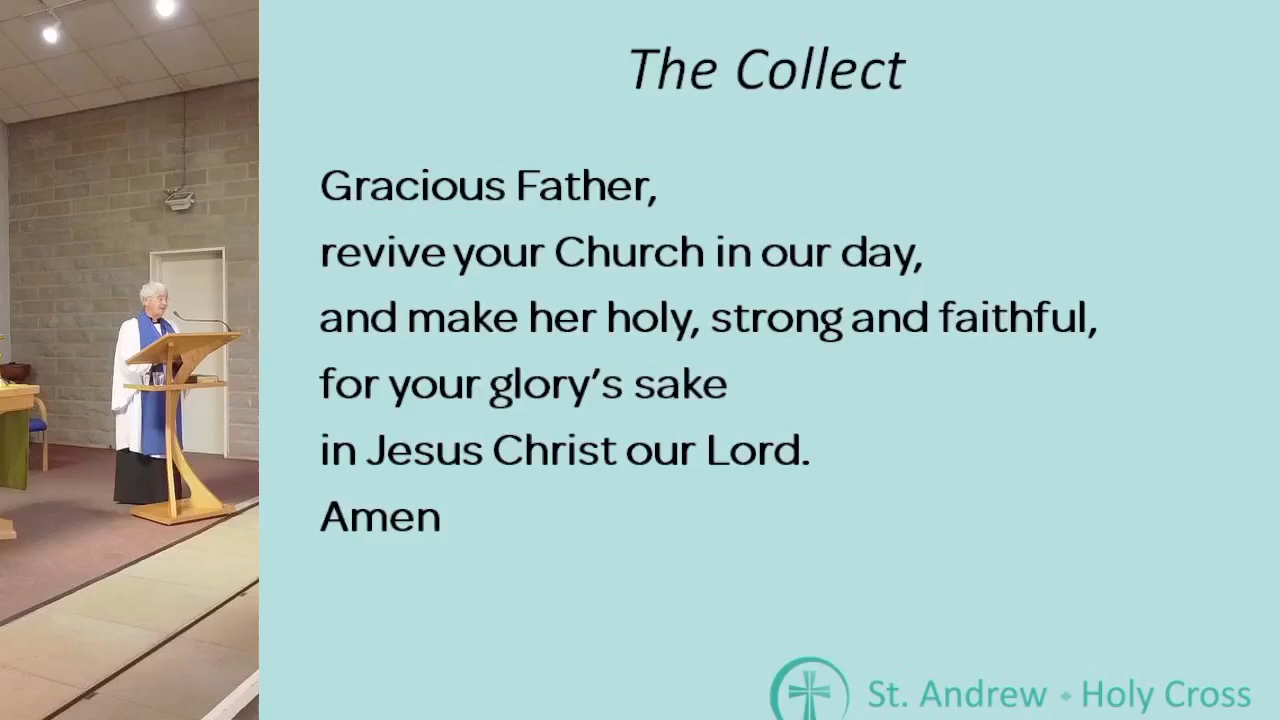 The Collect
Gracious Father,
revive your Church in our day,
and make her holy, strong and faithful,
for your glory's sake
in Jesus Christ our Lord.
Amen
St. Andrew • Holy Cross